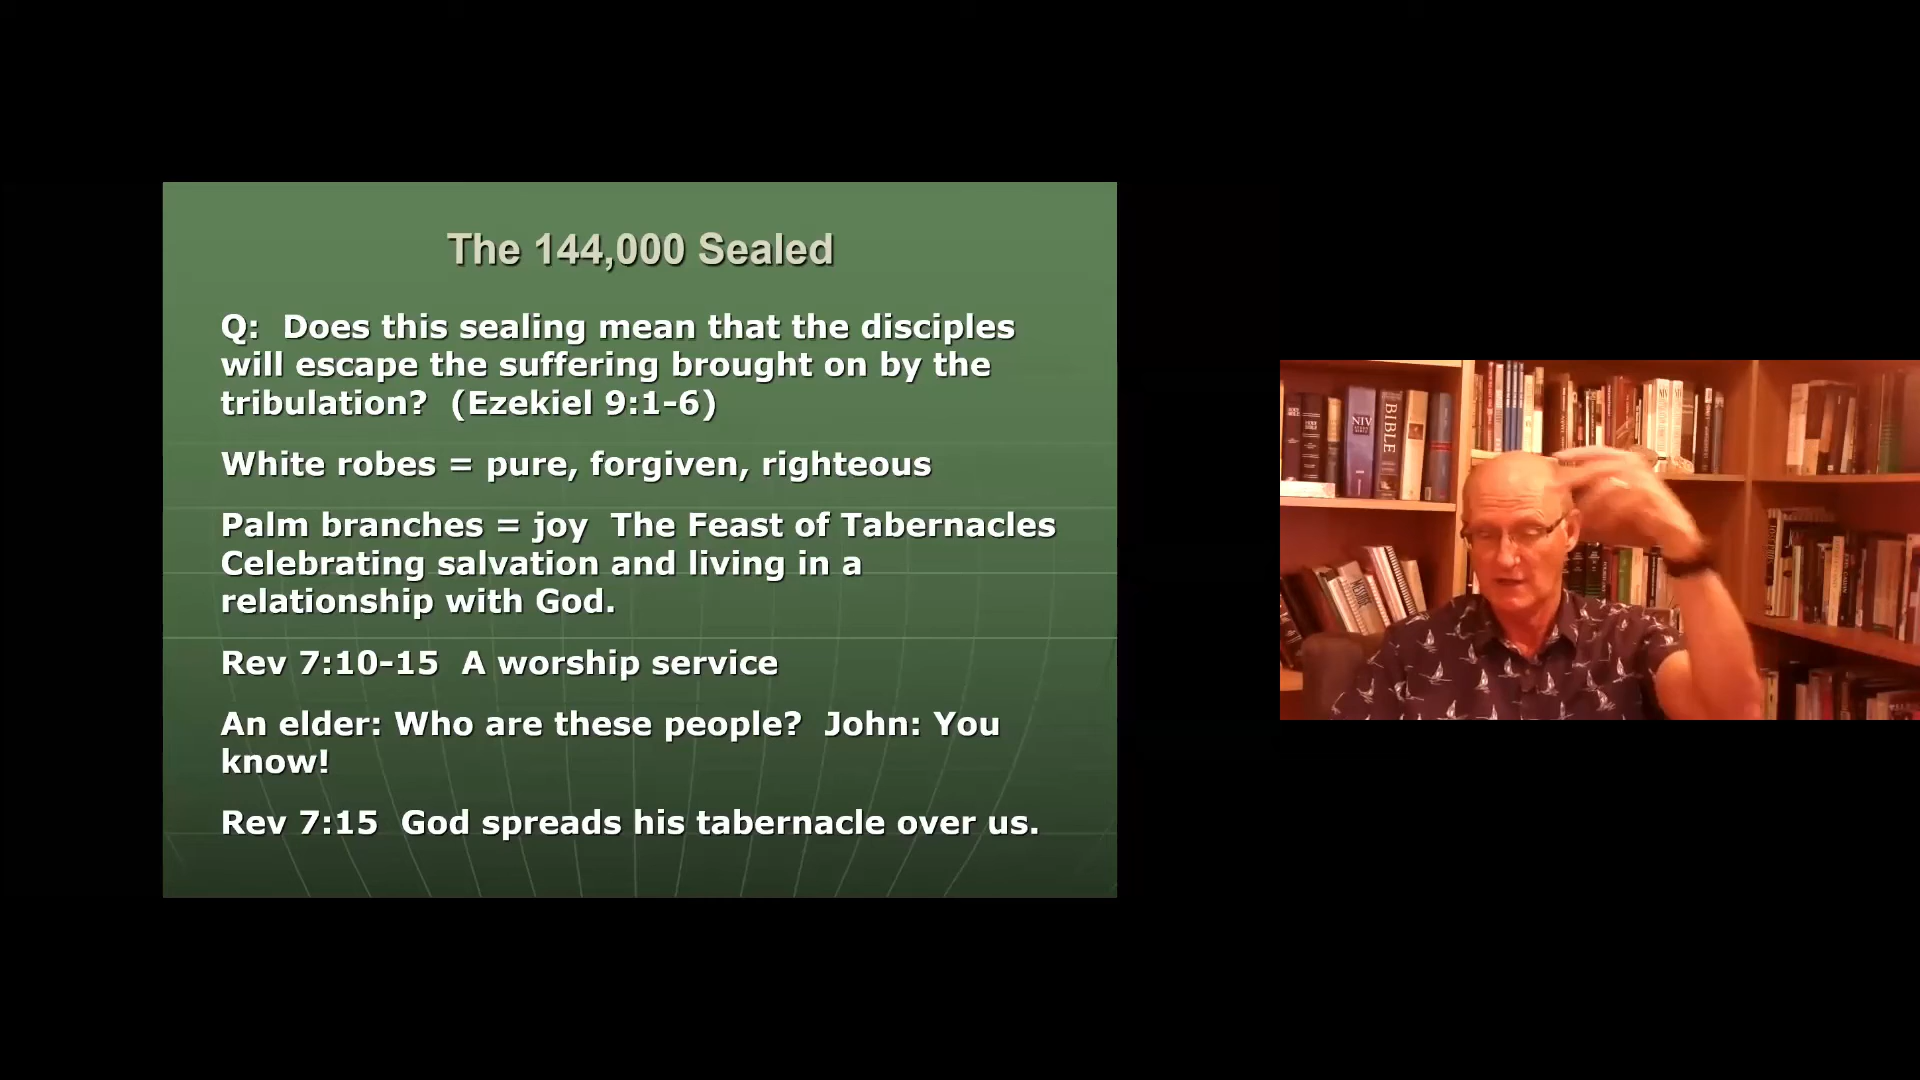 The 144,000 Sealed
Q:  Does this sealing mean that the disciples
will escape the suffering brought on by the
tribulation?  (Ezekiel 9:1-6)
White robes = pure, forgiven, righteous
Palm branches = joy  The Feast of Tabernacles
Celebrating salvation and living in a
relationship with God.
Rev 7:10-15  A worship service
An elder: Who are these people?  John: You
know!
Rev 7:15  God spreads his tabernacle over us.
NIV
BIBLE